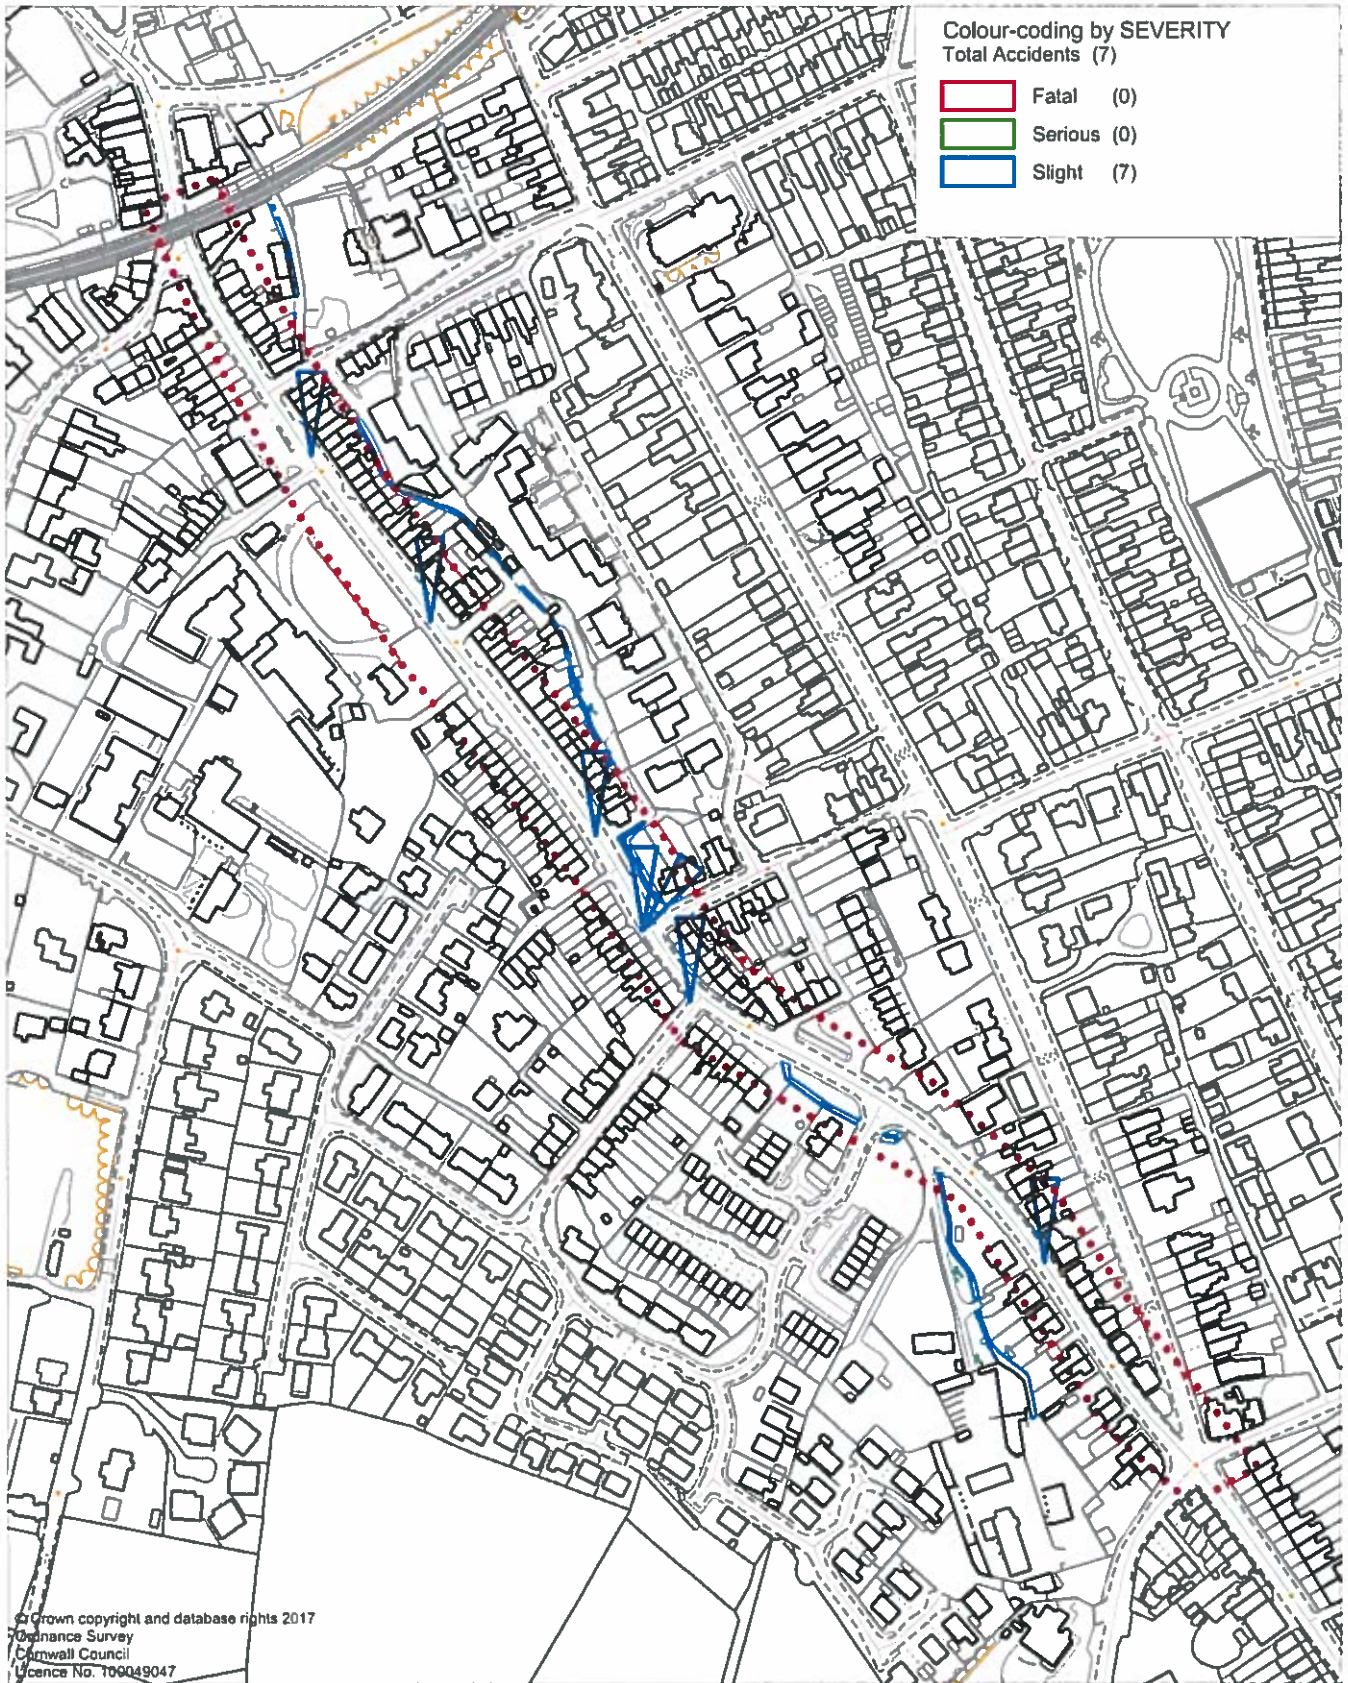 Colour-coding by SEVERITY
Total Accidents (7)
Fatal (0)
Serious (0)
Slight (7)
© Crown copyright and database rights 2017
Ordnance Survey
Cornwall Council
Licence No. 100049047